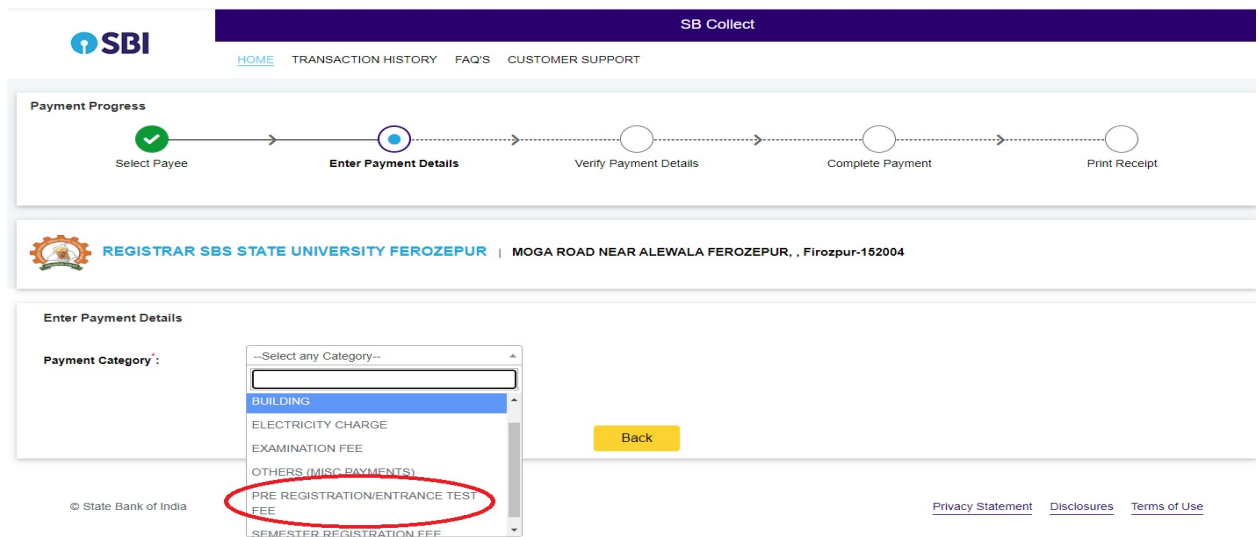 SBI
SB Collect
HOME TRANSACTION HISTORY FAQ'S CUSTOMER SUPPORT
Payment Progress
Select Payee Enter Payment Details Verify Payment Details Complete Payment Print Receipt
REGISTRAR SBS STATE UNIVERSITY FEROZEPUR | MOGA ROAD NEAR ALEWALA FEROZEPUR, , Firozpur-152004
Enter Payment Details
Payment Category*: --Select any Category--
BUILDING
ELECTRICITY CHARGE
EXAMINATION FEE
Back
OTHERS (MISC PAYMENTS)
PRE REGISTRATION/ENTRANCE TEST
FEE
SEMESTER REGISTRATION FEE
© State Bank of India Privacy Statement Disclosures Terms of Use